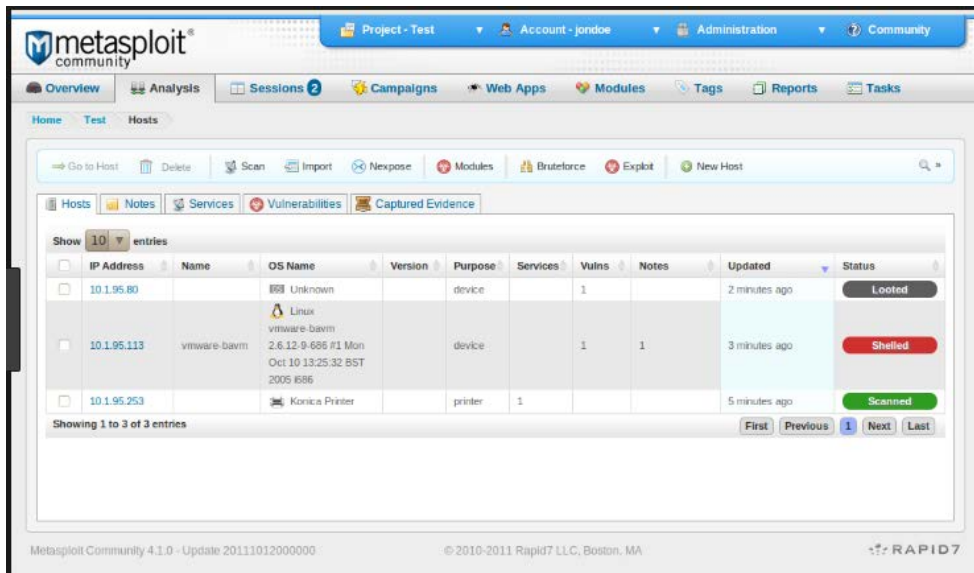 metasploit®
community
Project - Test Account - jondoe Administration Community
Overview Analysis Sessions 2 Campaigns Web Apps Modules Tags Reports Tasks
Home Test Hosts
Go to Host Delete Scan Import Nexpose Modules Bruteforce Exploit New Host
Hosts Notes Services Vulnerabilities Captured Evidence
Show 10 entries
IP Address Name OS Name Version Purpose Services Vulns Notes Updated Status
10.1.95.80 Unknown device 1 2 minutes ago Looted
Linux
vmware-bavm
10.1.95.113 vmware-bavm 2.6.12-9-686 #1 Mon device 1 1 3 minutes ago Shelled
Oct 10 13:25:32 BST
2005 i686
10.1.95.253 Konica Printer printer 1 5 minutes ago Scanned
Showing 1 to 3 of 3 entries First Previous 1 Next Last
Metasploit Community 4.1.0 - Update 20111012000000 © 2010-2011 Rapid7 LLC, Boston, MA RAPID7